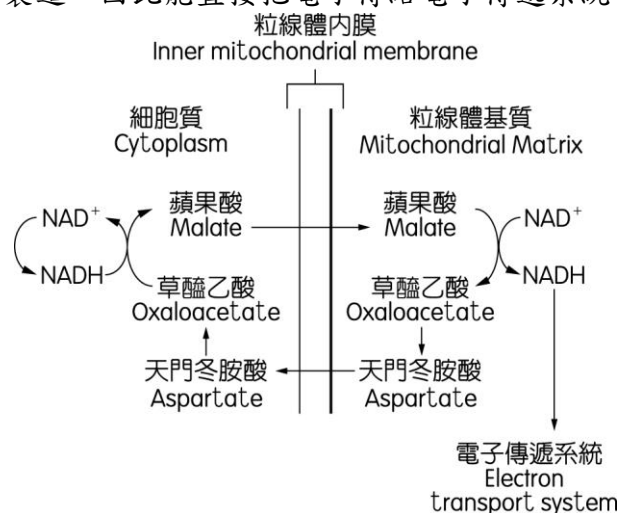 粒線體內膜
Inner mitochondrial membrane
細胞質
Cytoplasm
粒線體基質
Mitochondrial Matrix
NAD⁺
NADH
蘋果酸
Malate
草醯乙酸
Oxaloacetate
天門冬胺酸
Aspartate
蘋果酸
Malate
草醯乙酸
Oxaloacetate
天門冬胺酸
Aspartate
NAD⁺
NADH
電子傳遞系統
Electron
transport system